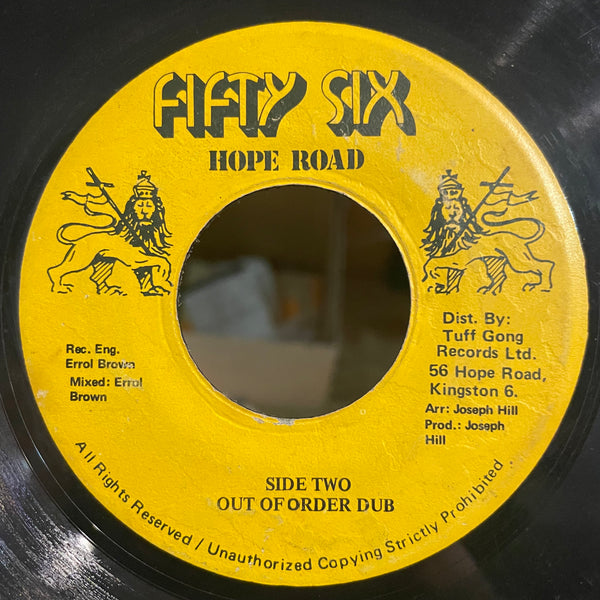 FIFTY SIX
HOPE ROAD
Rec. Eng.
Errol Brown
Mixed: Errol
Brown
Dist. By:
Tuff Gong
Records Ltd.
56 Hope Road,
Kingston 6.
Arr: Joseph Hill
Prod.: Joseph
Hill
SIDE TWO
OUT OF ORDER DUB
All Rights Reserved / Unauthorized Copying Strictly Prohibited